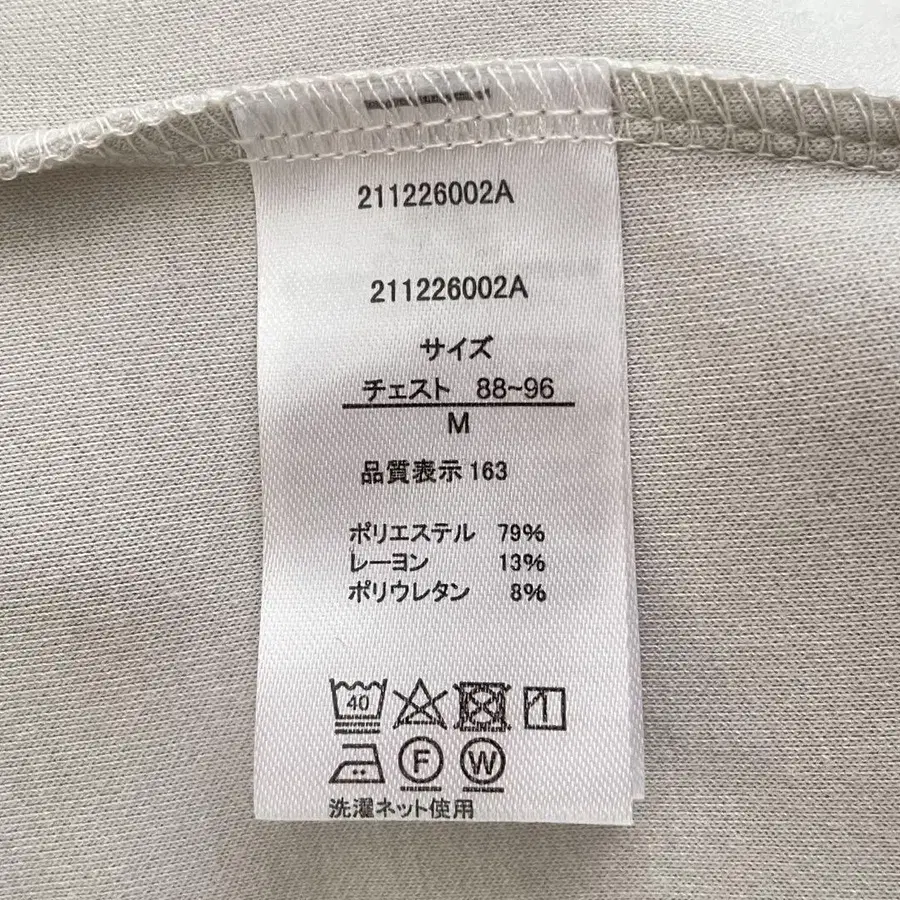 211226002A
211226002A
サイズ
チェスト 88~96
M
品質表示 163
ポリエステル 79%
レーヨン 13%
ポリウレタン 8%
40
F W
洗濯ネット使用